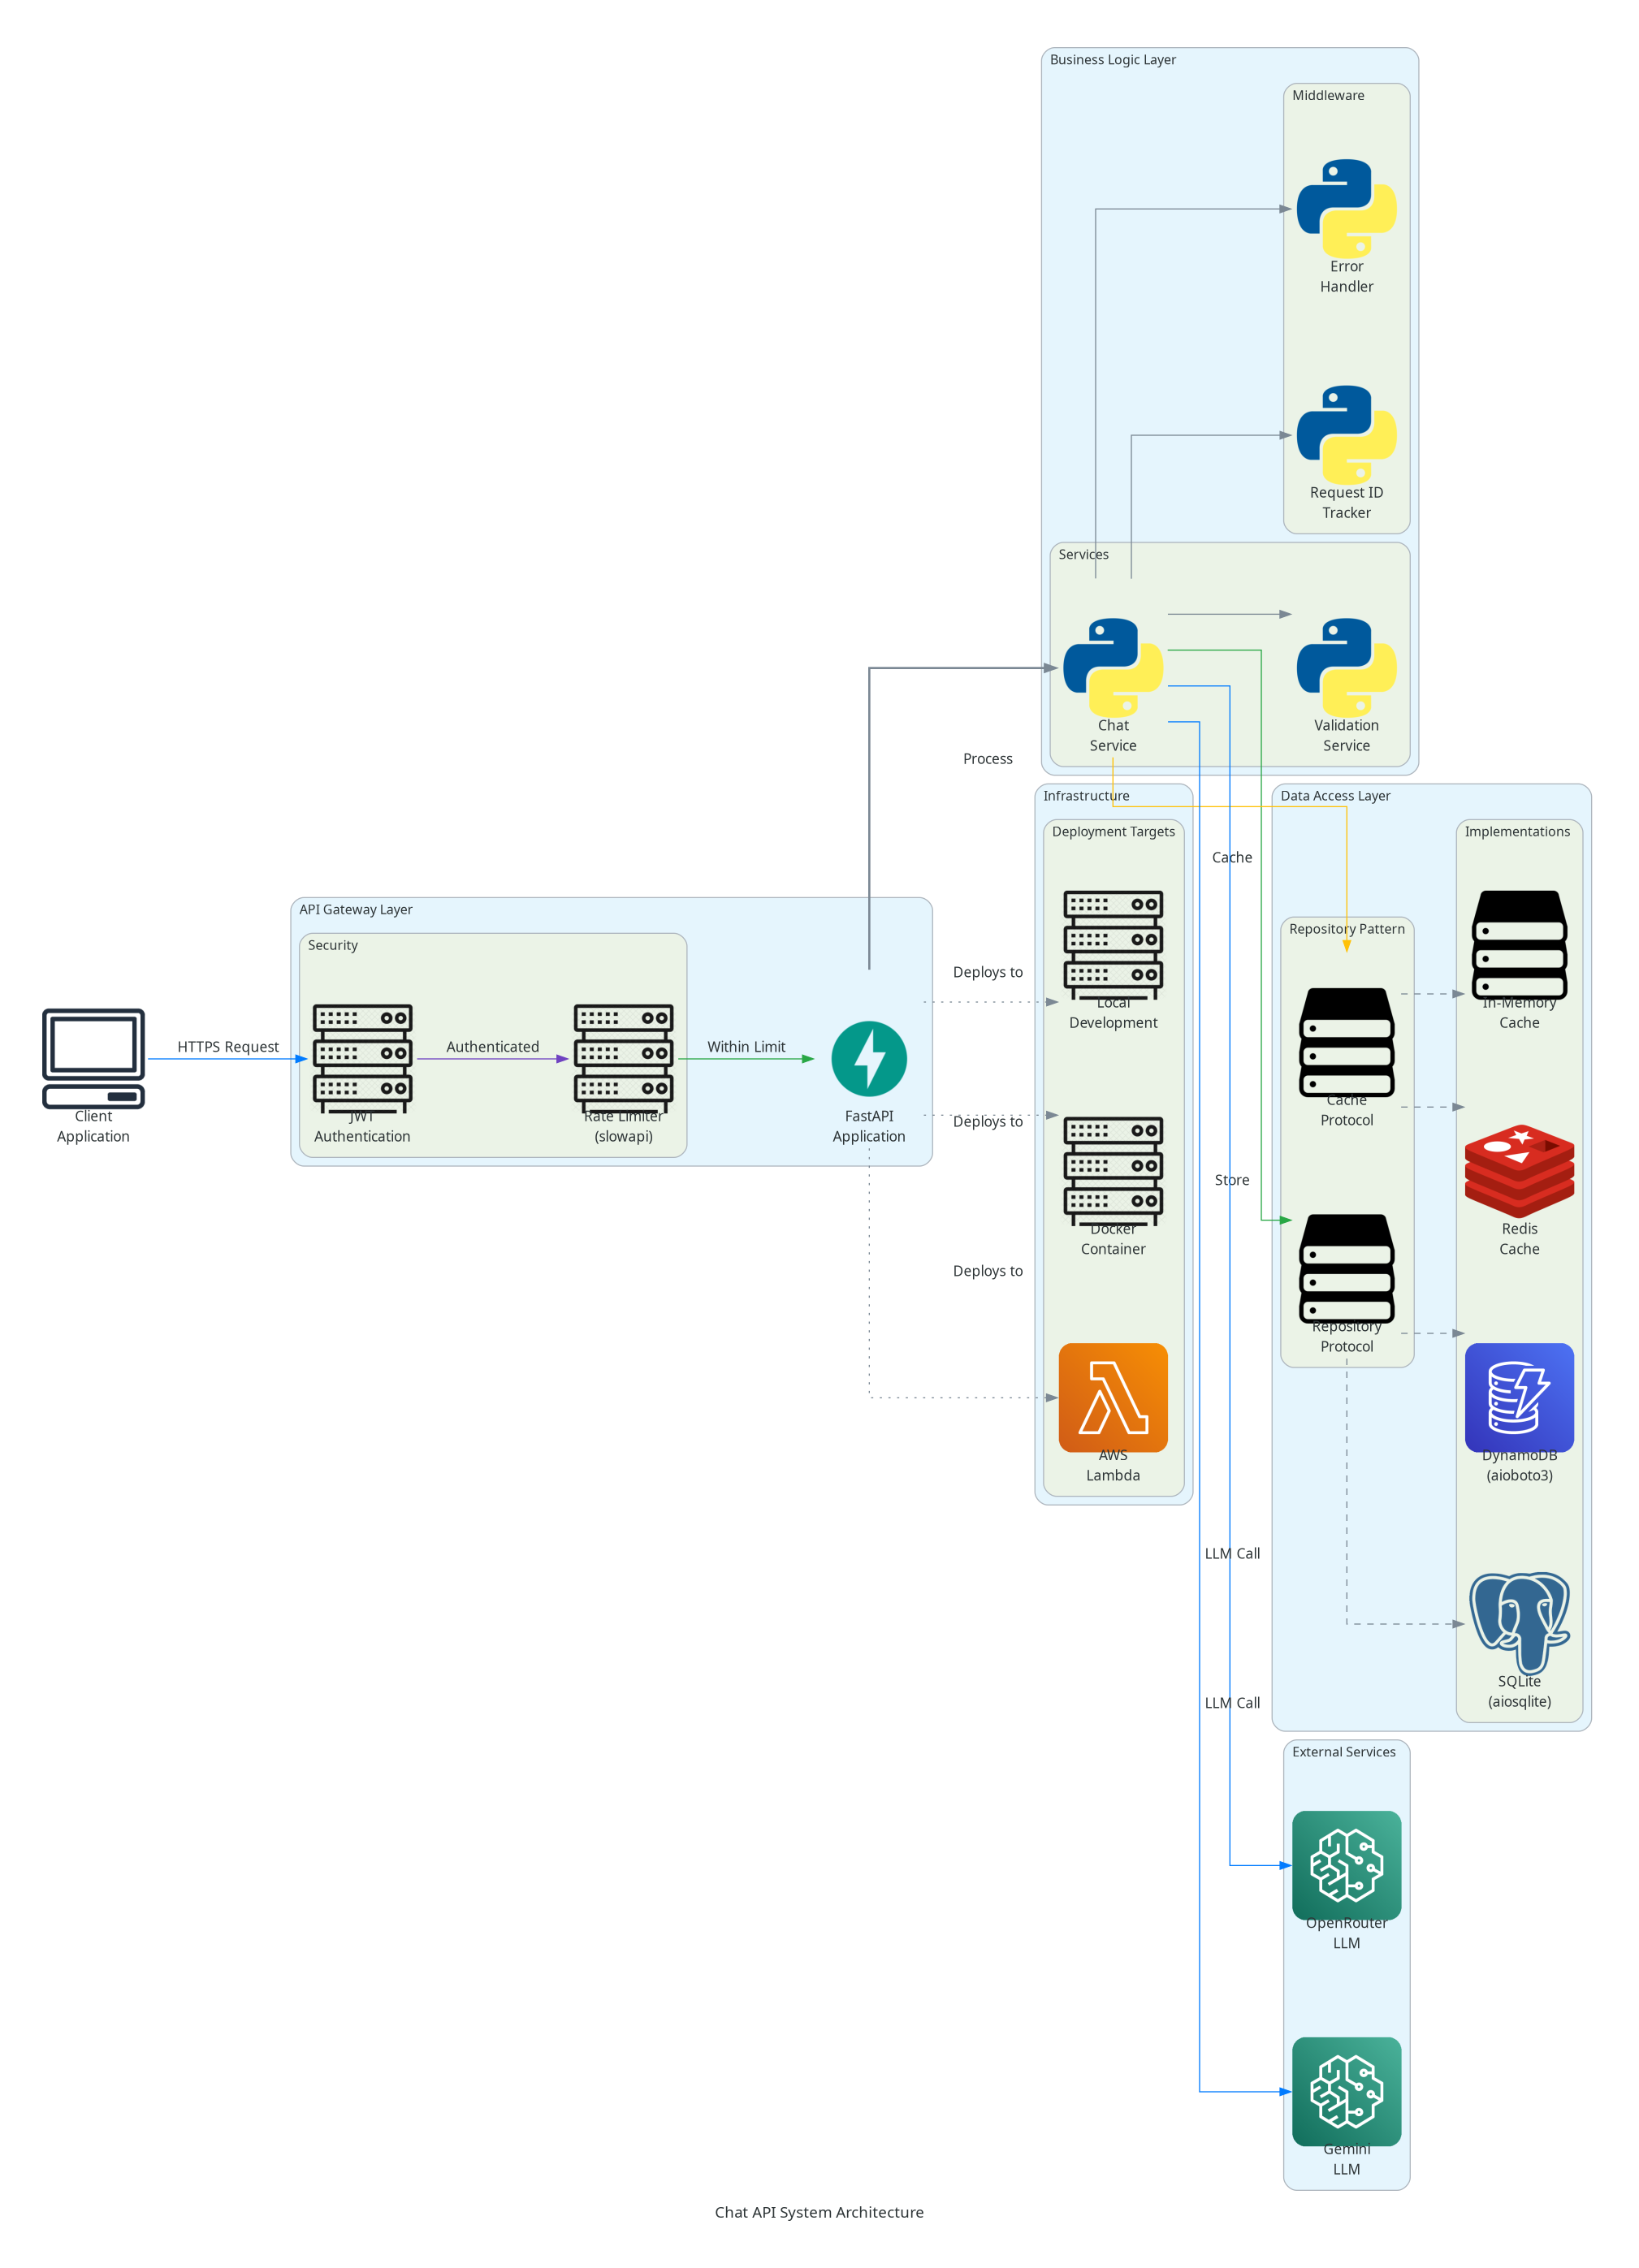 Business Logic Layer
Middleware
Error
Handler
Request ID
Tracker
Services
Chat
Service
Validation
Service
Process
Infrastructure
Deployment Targets
Local
Development
Docker
Container
AWS
Lambda
Data Access Layer
Implementations
Repository Pattern
Cache
Protocol
Repository
Protocol
In-Memory
Cache
Redis
Cache
DynamoDB
(aioboto3)
SQLite
(aiosqlite)
Cache
Store
LLM Call
LLM Call
API Gateway Layer
Security
HTTPS Request
Authenticated
Within Limit
Client
Application
JWT
Authentication
Rate Limiter
(slowapi)
FastAPI
Application
Deploys to
Deploys to
Deploys to
External Services
OpenRouter
LLM
Gemini
LLM
Chat API System Architecture